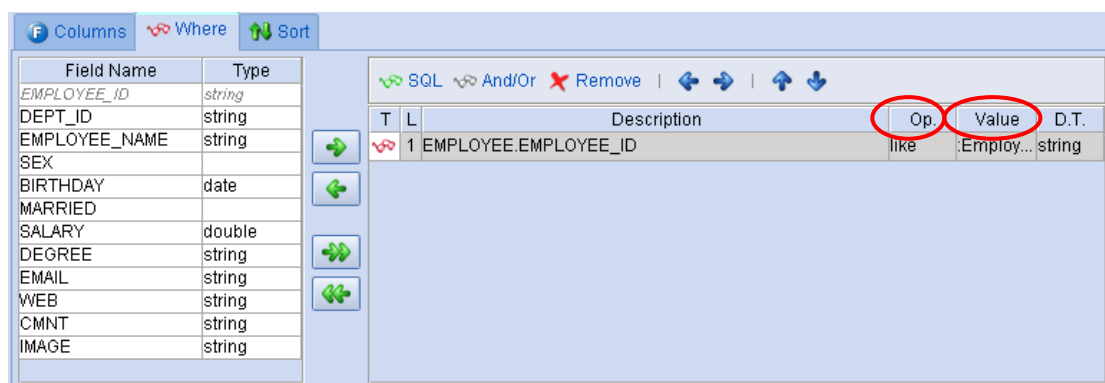 Columns Where Sort
Field Name Type
EMPLOYEE_ID string
DEPT_ID string
EMPLOYEE_NAME string
SEX
BIRTHDAY date
MARRIED
SALARY double
DEGREE string
EMAIL string
WEB string
CMNT string
IMAGE string
SQL And/Or Remove | |
T L Description Op. Value D.T.
1 EMPLOYEE.EMPLOYEE_ID like :Employ... string